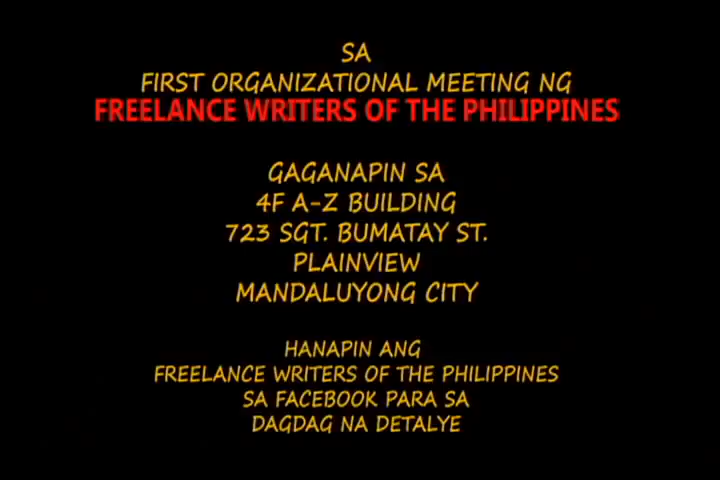 SA
FIRST ORGANIZATIONAL MEETING NG
FREELANCE WRITERS OF THE PHILIPPINES
GAGANAPIN SA
4F A-Z BUILDING
723 SGT. BUMATAY ST.
PLAINVIEW
MANDALUYONG CITY
HANAPIN ANG
FREELANCE WRITERS OF THE PHILIPPINES
SA FACEBOOK PARA SA
DAGDAG NA DETALYE